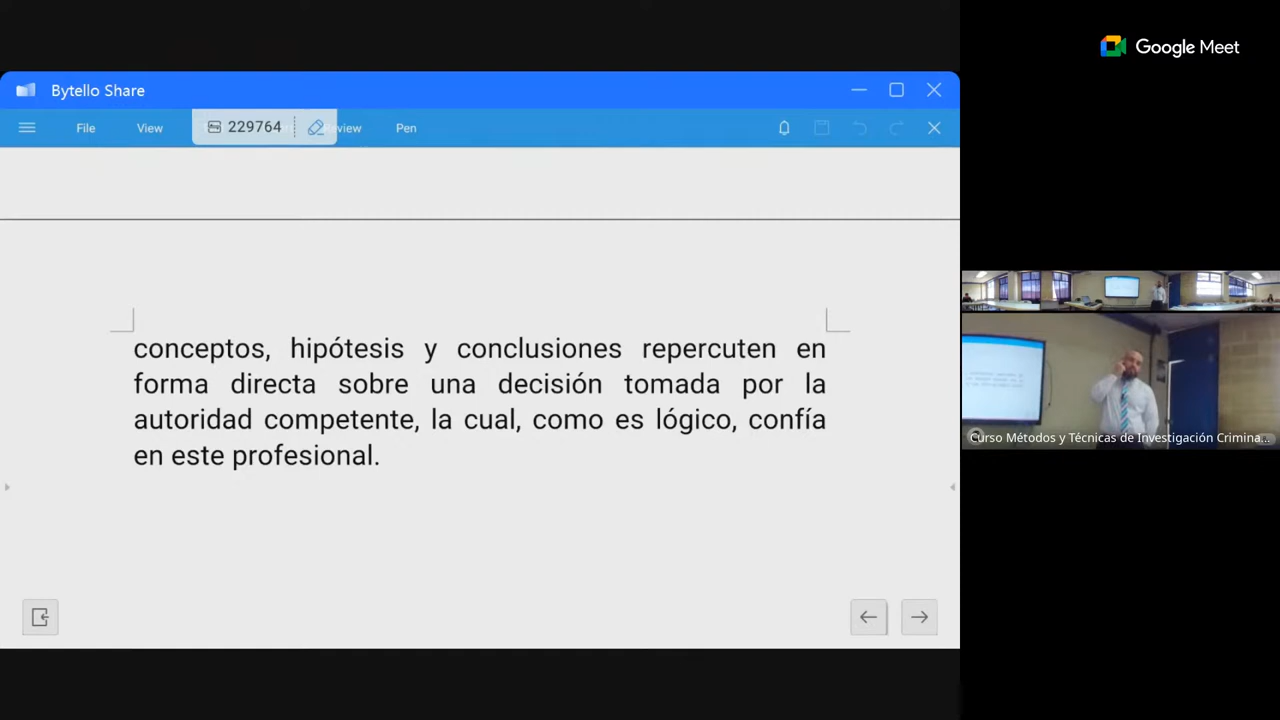 Google Meet
Bytello Share
File
View
229764
Review
Pen
conceptos, hipótesis y conclusiones repercuten en
forma directa sobre una decisión tomada por la
autoridad competente, la cual, como es lógico, confía
en este profesional.
Curso Métodos y Técnicas de Investigación Crimina...